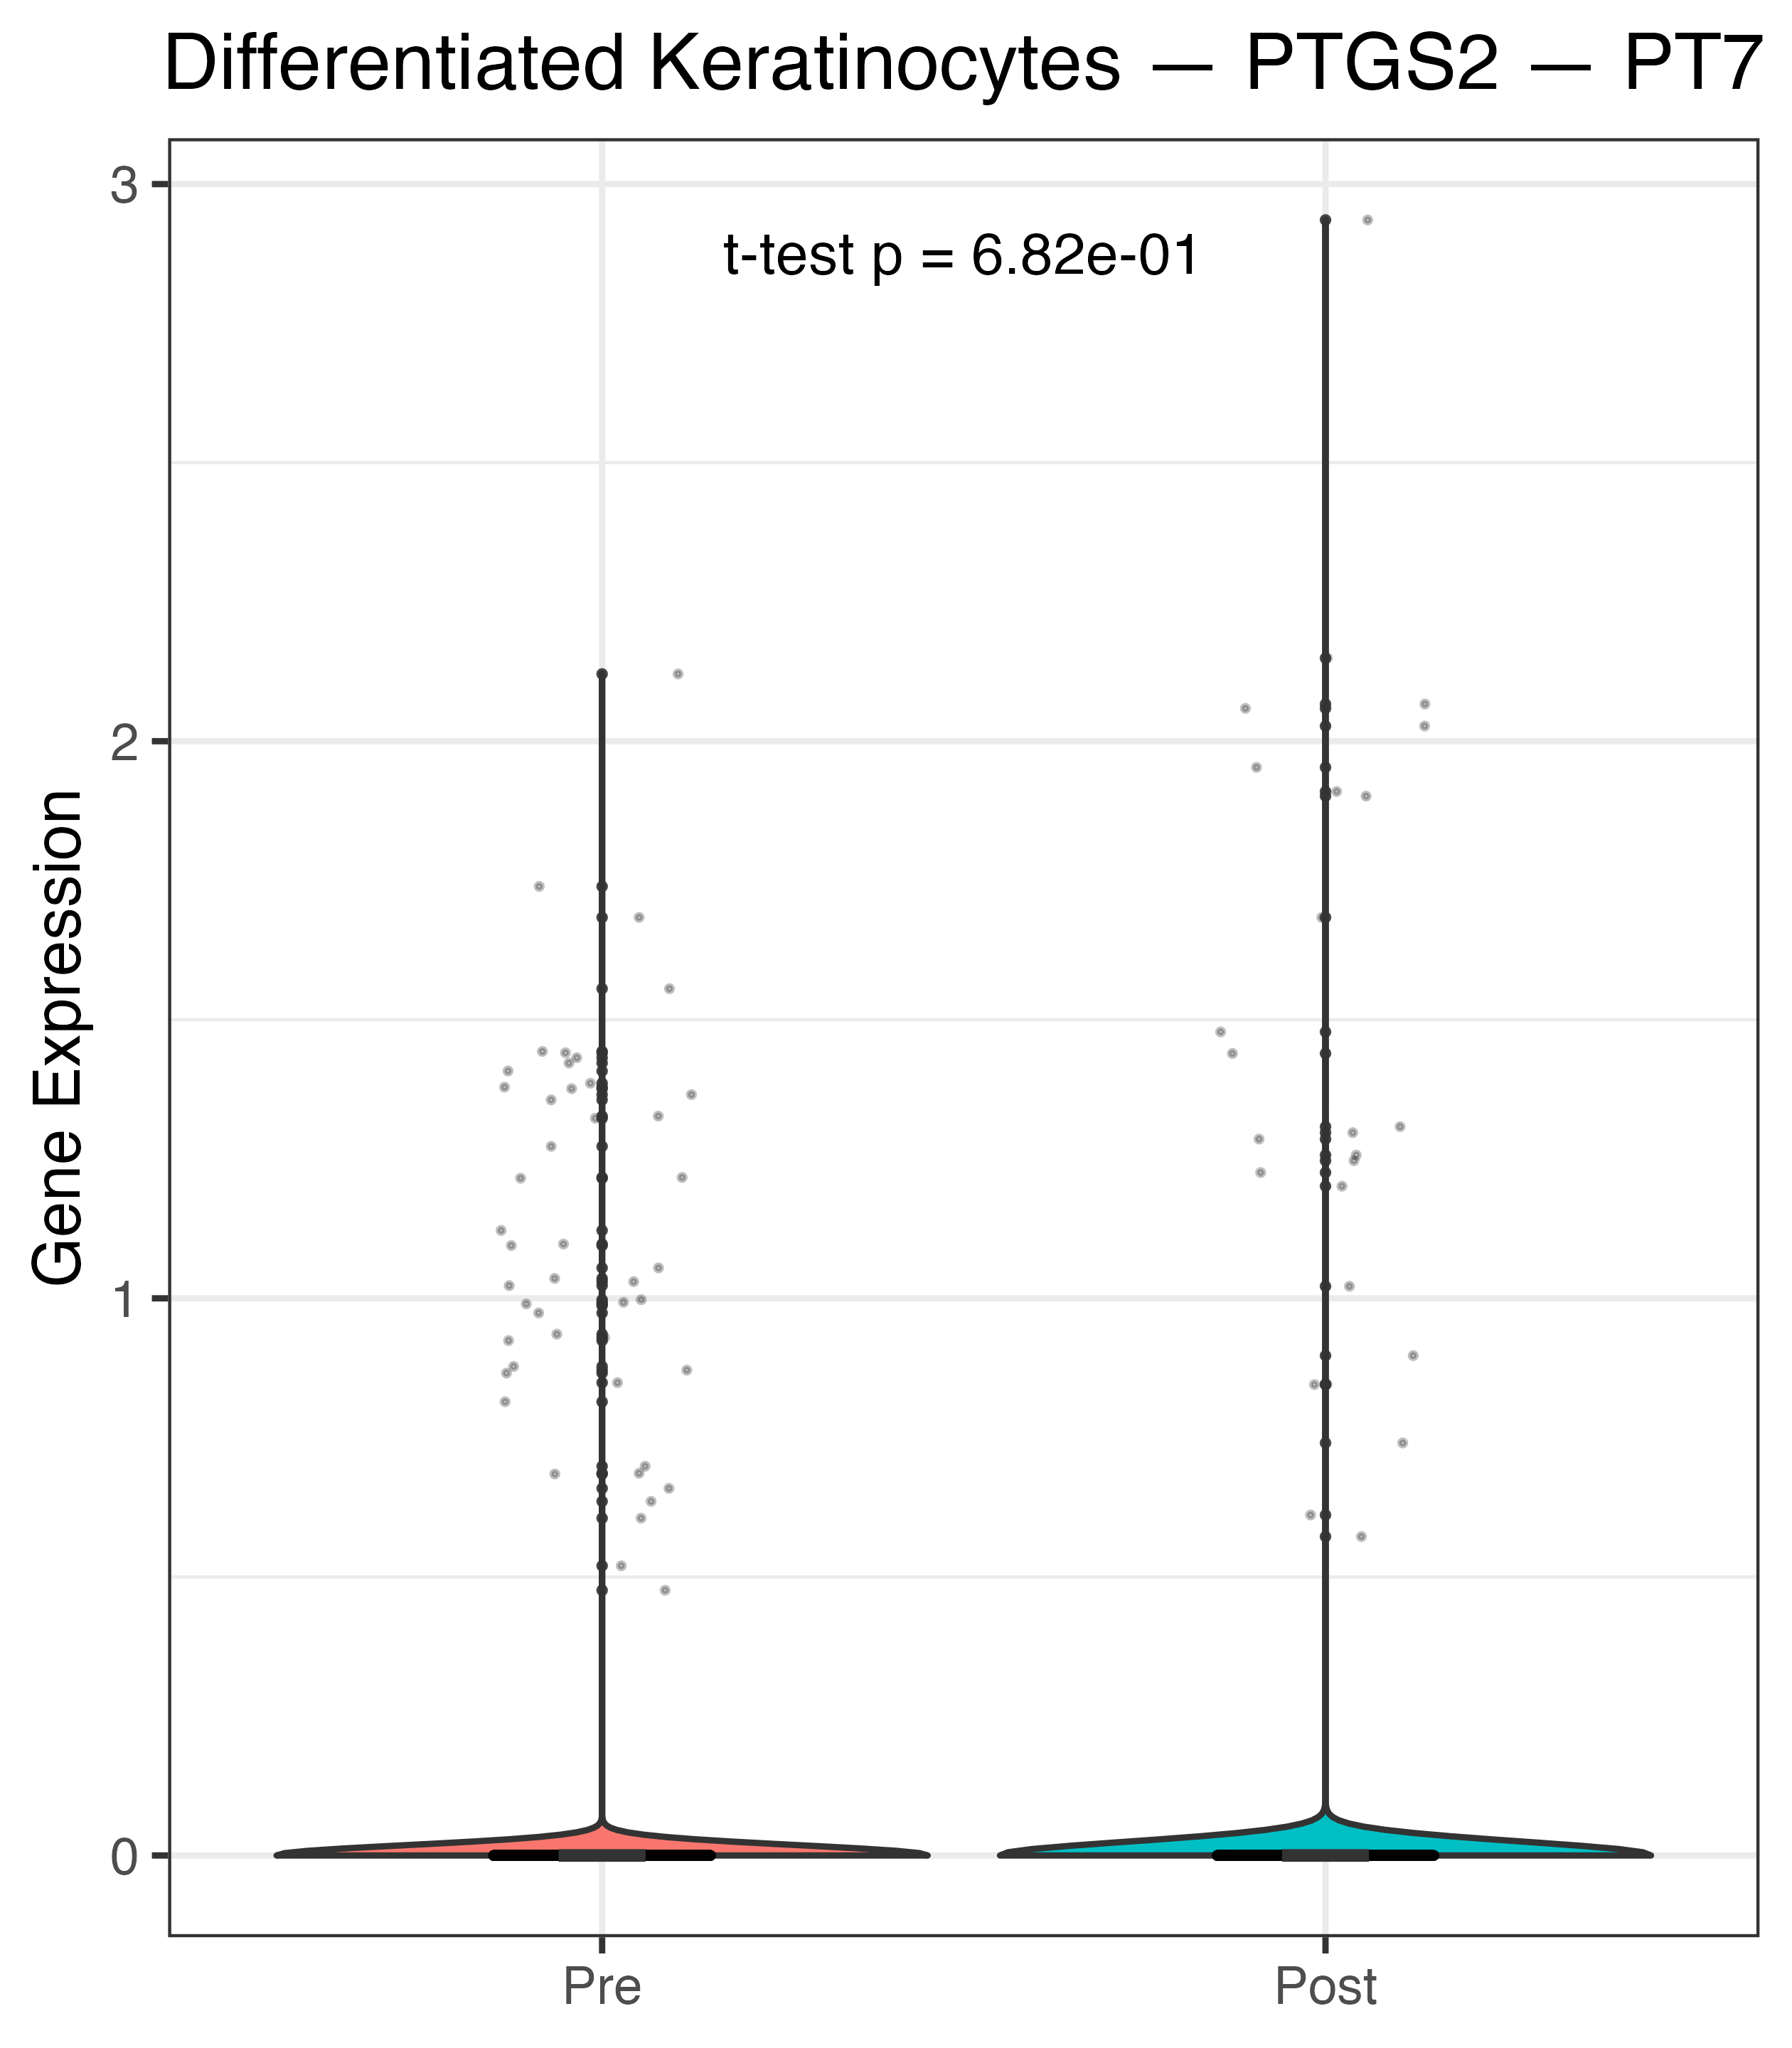 Differentiated Keratinocytes — PTGS2 — PT7
t-test p = 6.82e-01
Gene Expression
3
2
1
0
Pre
Post